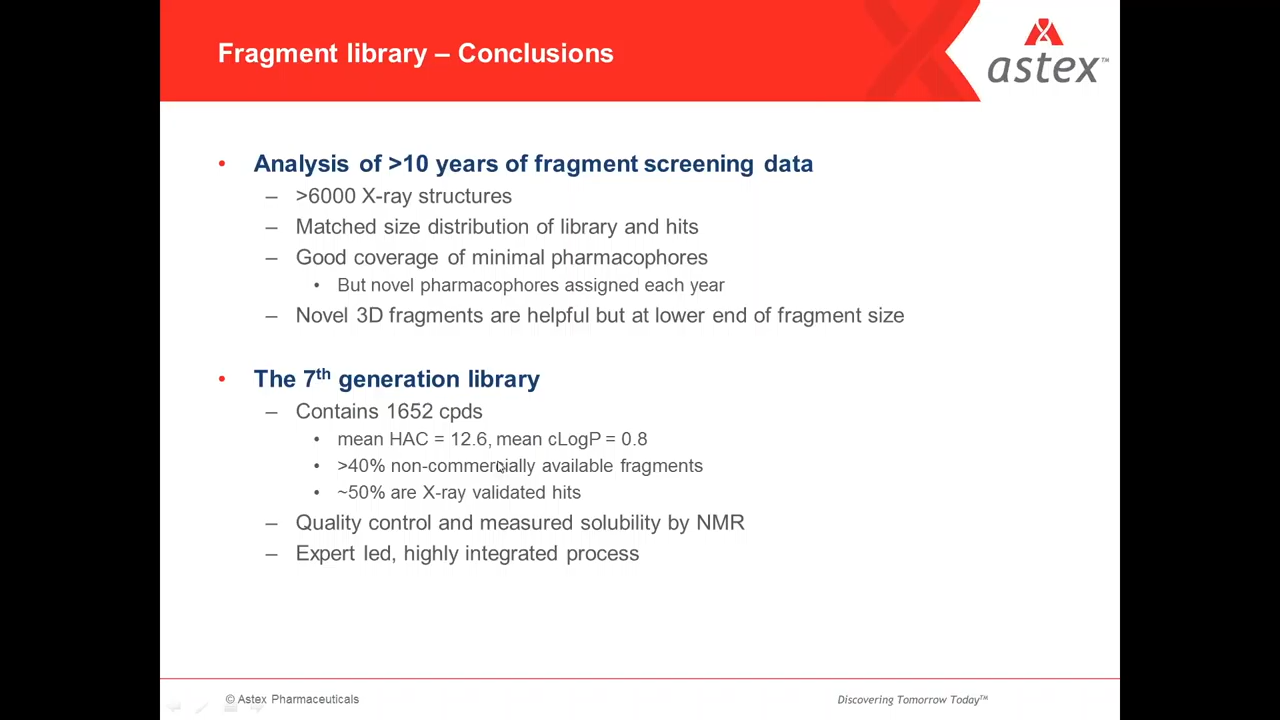 Fragment library – Conclusions
astex™
• Analysis of >10 years of fragment screening data
– >6000 X-ray structures
– Matched size distribution of library and hits
– Good coverage of minimal pharmacophores
• But novel pharmacophores assigned each year
– Novel 3D fragments are helpful but at lower end of fragment size
• The 7th generation library
– Contains 1652 cpds
• mean HAC = 12.6, mean cLogP = 0.8
• >40% non-commercially available fragments
• ~50% are X-ray validated hits
– Quality control and measured solubility by NMR
– Expert led, highly integrated process
© Astex Pharmaceuticals
Discovering Tomorrow Today™